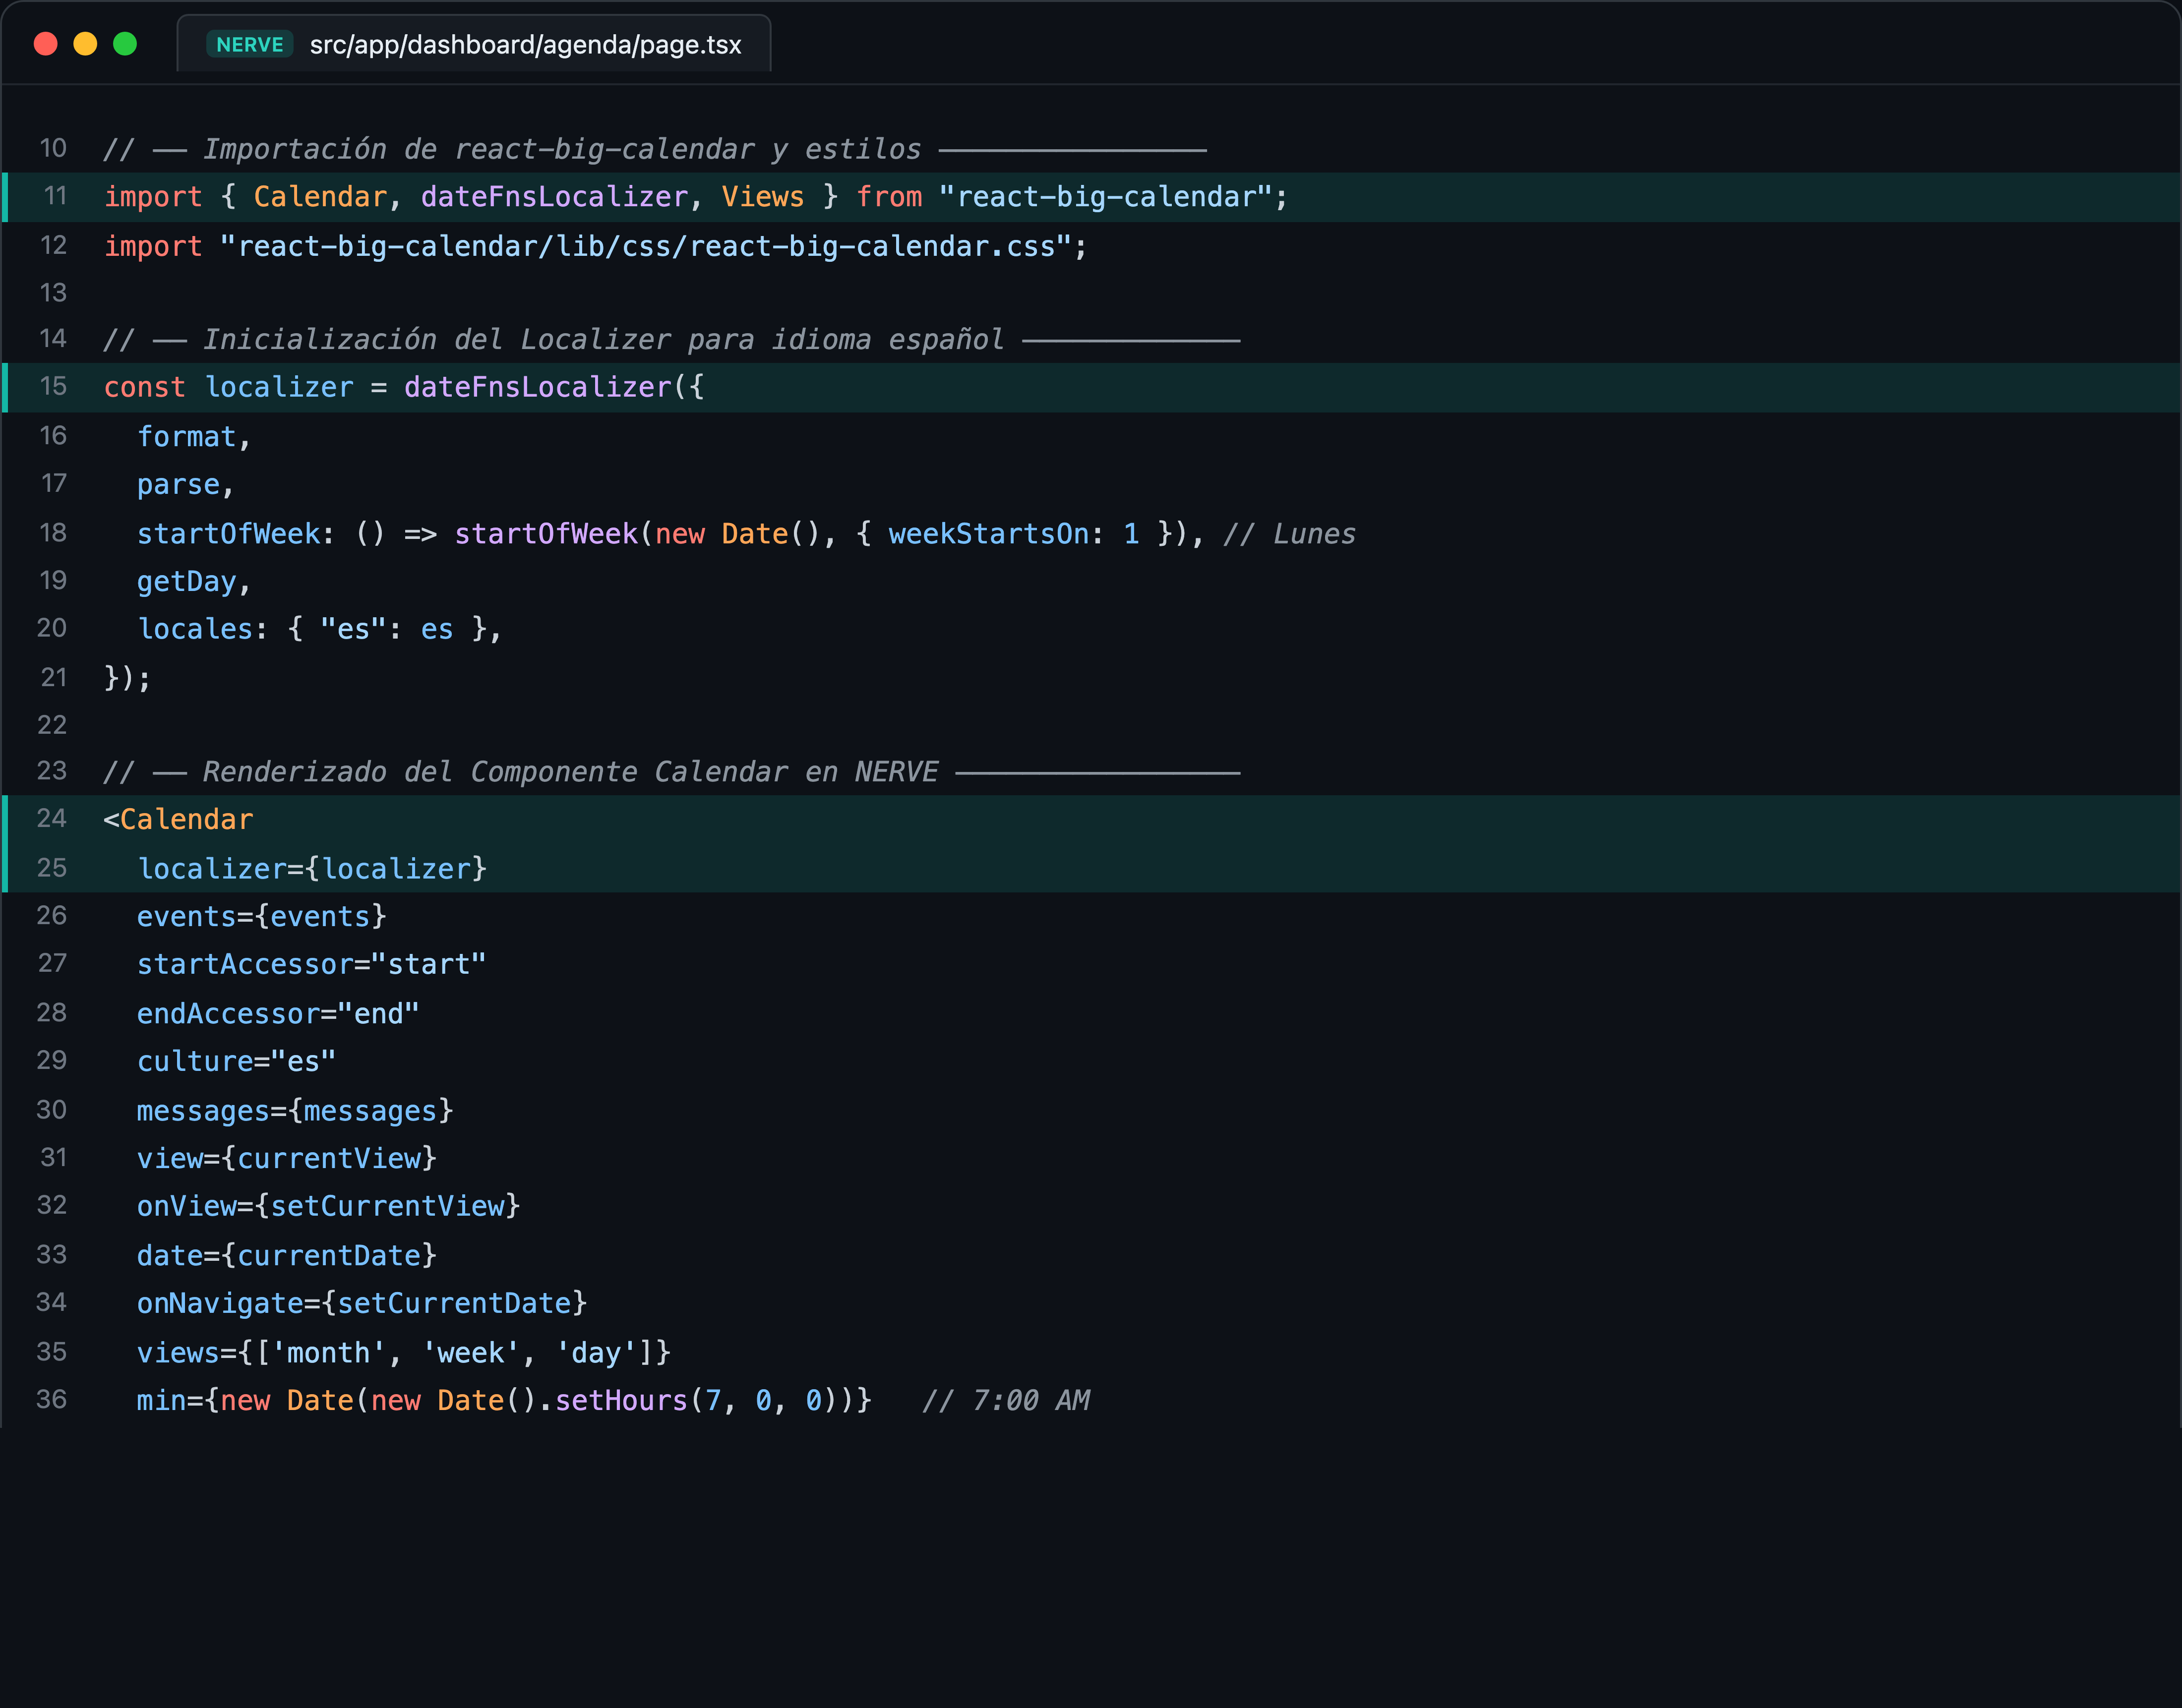 NERVE src/app/dashboard/agenda/page.tsx
10 // —— Importación de react-big-calendar y estilos ————————————————
11 import { Calendar, dateFnsLocalizer, Views } from "react-big-calendar";
12 import "react-big-calendar/lib/css/react-big-calendar.css";
13
14 // —— Inicialización del Localizer para idioma español —————————————
15 const localizer = dateFnsLocalizer({
16   format,
17   parse,
18   startOfWeek: () => startOfWeek(new Date(), { weekStartsOn: 1 }), // Lunes
19   getDay,
20   locales: { "es": es },
21 });
22
23 // —— Renderizado del Componente Calendar en NERVE —————————————————
24 <Calendar
25   localizer={localizer}
26   events={events}
27   startAccessor="start"
28   endAccessor="end"
29   culture="es"
30   messages={messages}
31   view={currentView}
32   onView={setCurrentView}
33   date={currentDate}
34   onNavigate={setCurrentDate}
35   views={['month', 'week', 'day']}
36   min={new Date(new Date().setHours(7, 0, 0))}   // 7:00 AM